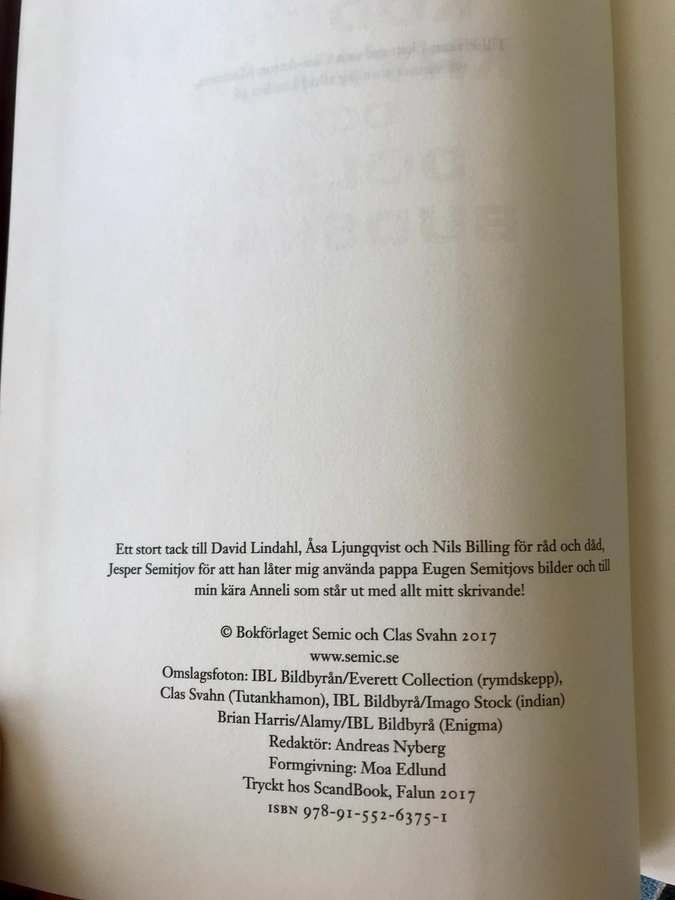 Ett stort tack till David Lindahl, Åsa Ljungqvist och Nils Billing för råd och dåd,
Jesper Semitjov för att han låter mig använda pappa Eugen Semitjovs bilder och till
min kära Anneli som står ut med allt mitt skrivande!
© Bokförlaget Semic och Clas Svahn 2017
www.semic.se
Omslagsfoton: IBL Bildbyrån/Everett Collection (rymdskepp),
Clas Svahn (Tutankhamon), IBL Bildbyrå/Imago Stock (indian)
Brian Harris/Alamy/IBL Bildbyrå (Enigma)
Redaktör: Andreas Nyberg
Formgivning: Moa Edlund
Tryckt hos ScandBook, Falun 2017
ISBN 978-91-552-6375-1